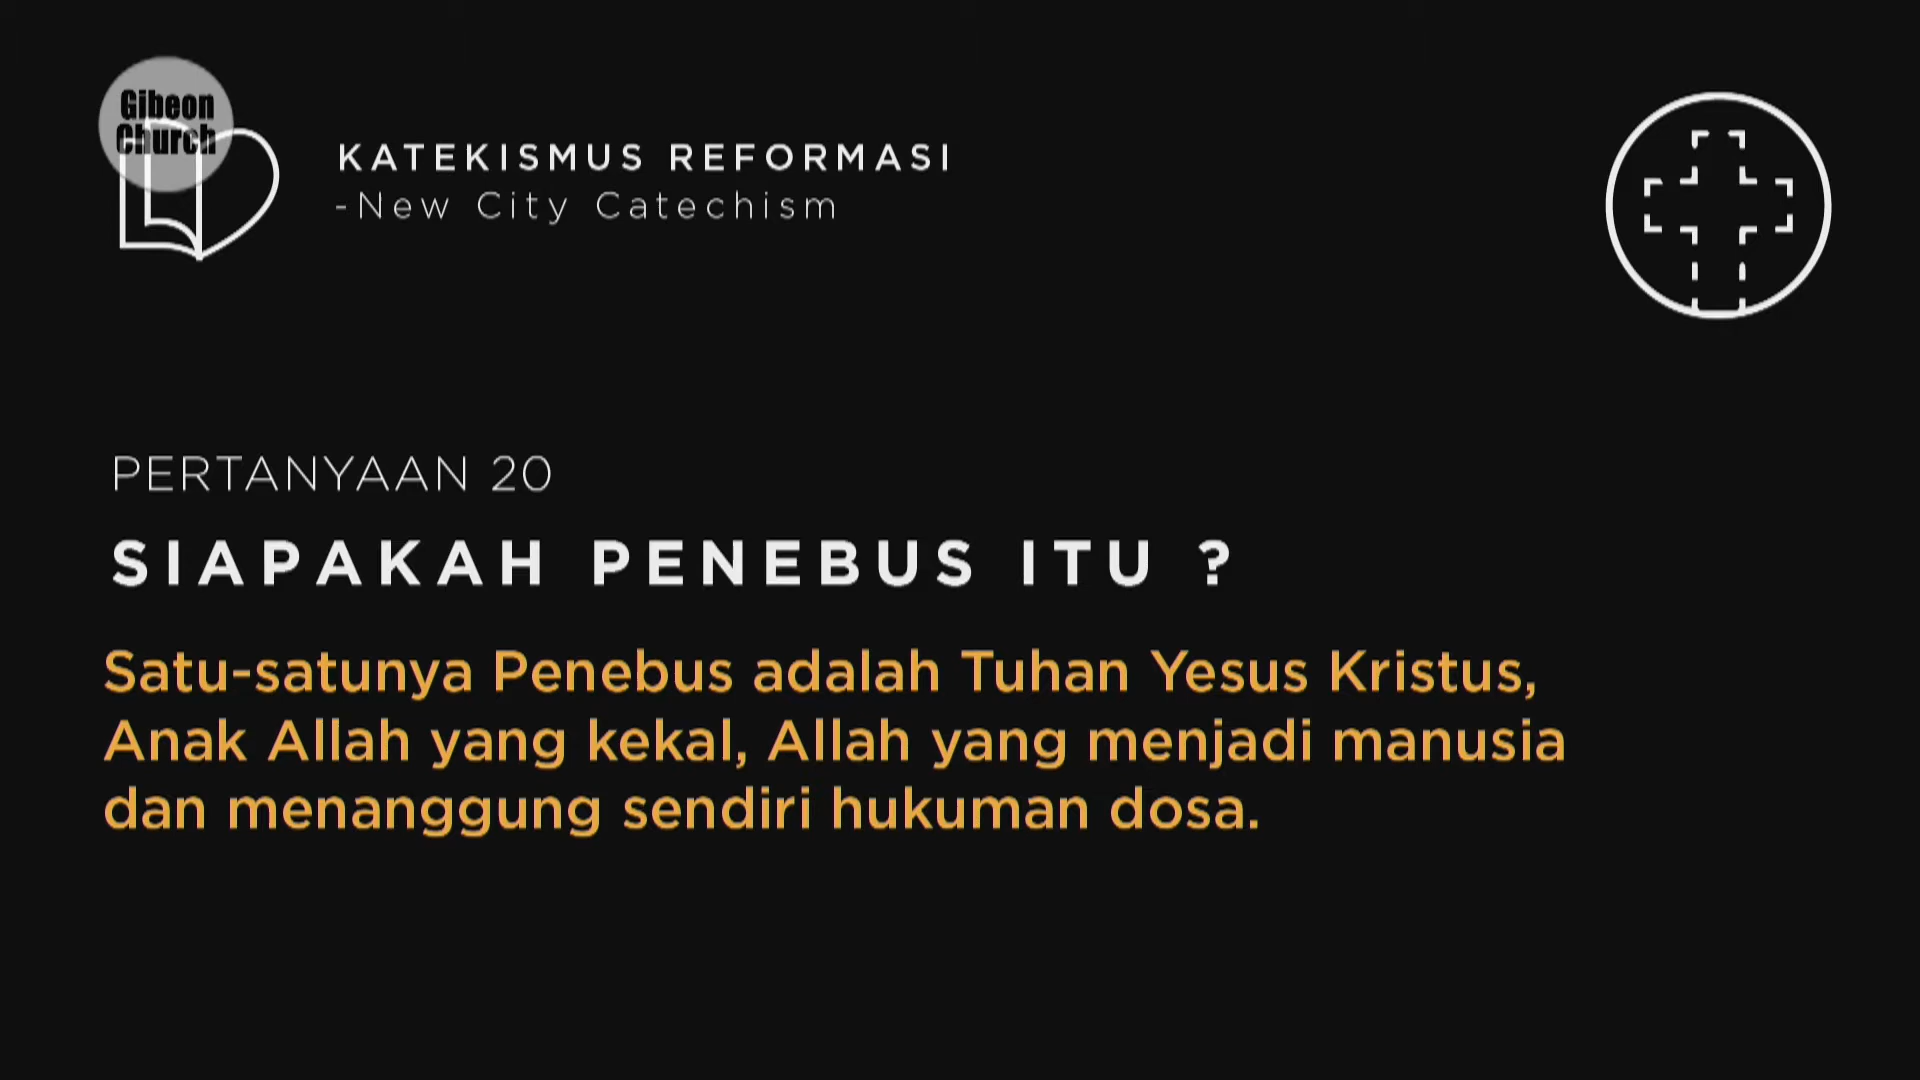 Gibeon
Church
KATEKISMUS REFORMASI
-New City Catechism
PERTANYAAN 20
SIAPAKAH PENEBUS ITU ?
Satu-satunya Penebus adalah Tuhan Yesus Kristus,
Anak Allah yang kekal, Allah yang menjadi manusia
dan menanggung sendiri hukuman dosa.